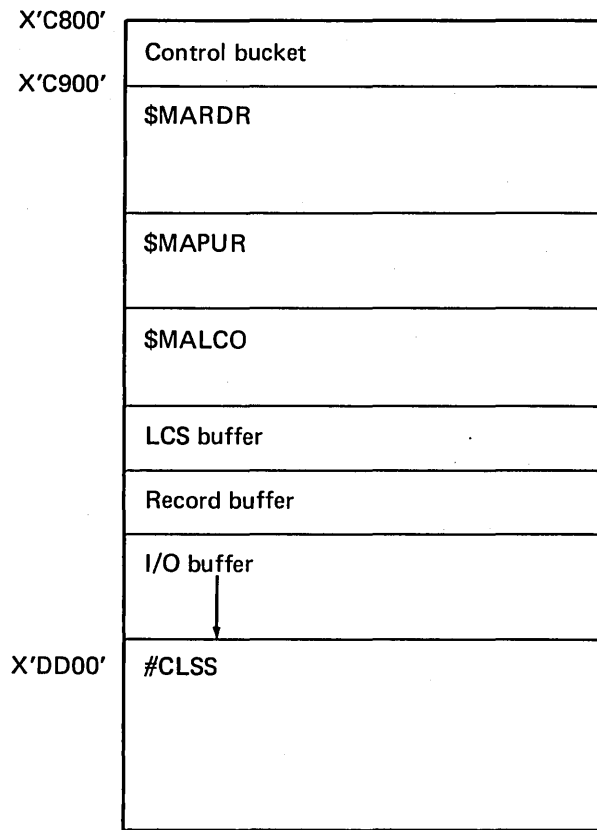 X'C800'
Control bucket
X'C900'
$MARDR
$MAPUR
$MALCO
LCS buffer
Record buffer
I/O buffer
X'DD00' #CLSS